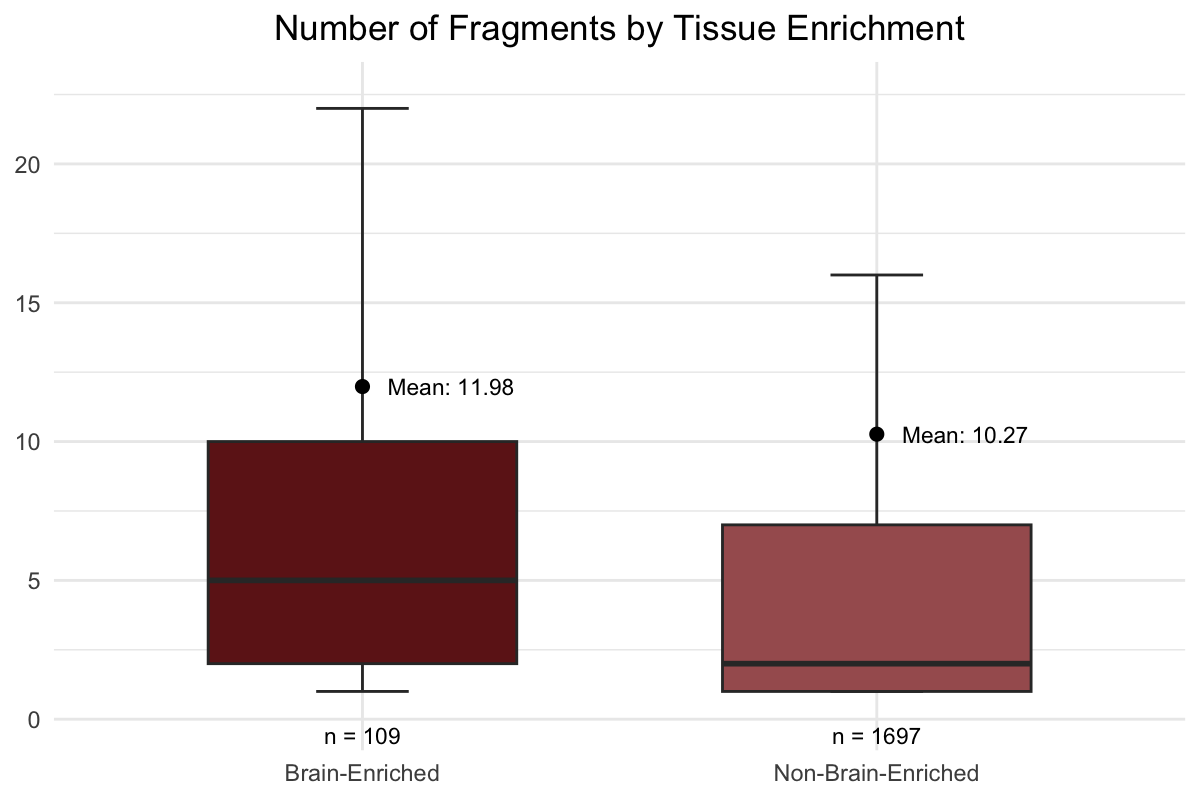 Number of Fragments by Tissue Enrichment
20
15
Mean: 11.98
10
Mean: 10.27
5
0
n = 109
n = 1697
Brain-Enriched
Non-Brain-Enriched